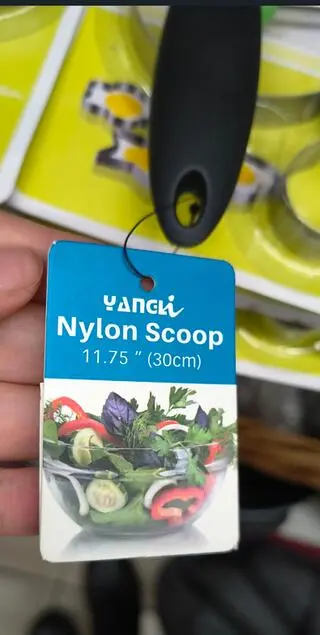 YANGLi
Nylon Scoop
11.75 " (30cm)